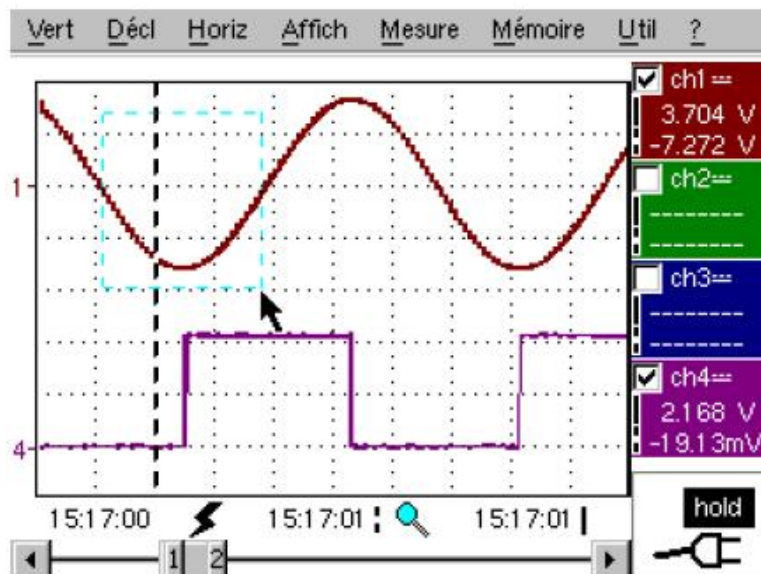 Vert Décl Horiz Affich Mesure Mémoire Util ?
ch1
3.704 V
-7.272 V
1
ch2
--------
--------
ch3
--------
--------
ch4
2.168 V
-19.13mV
4
15:17:00 15:17:01 15:17:01
hold
1 2